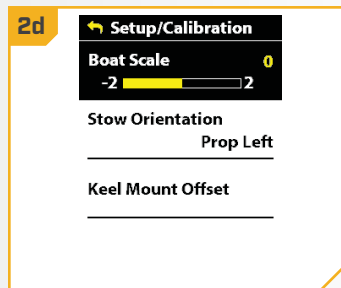 2d
Setup/Calibration
Boat Scale 0
-2 2
Stow Orientation
Prop Left
Keel Mount Offset